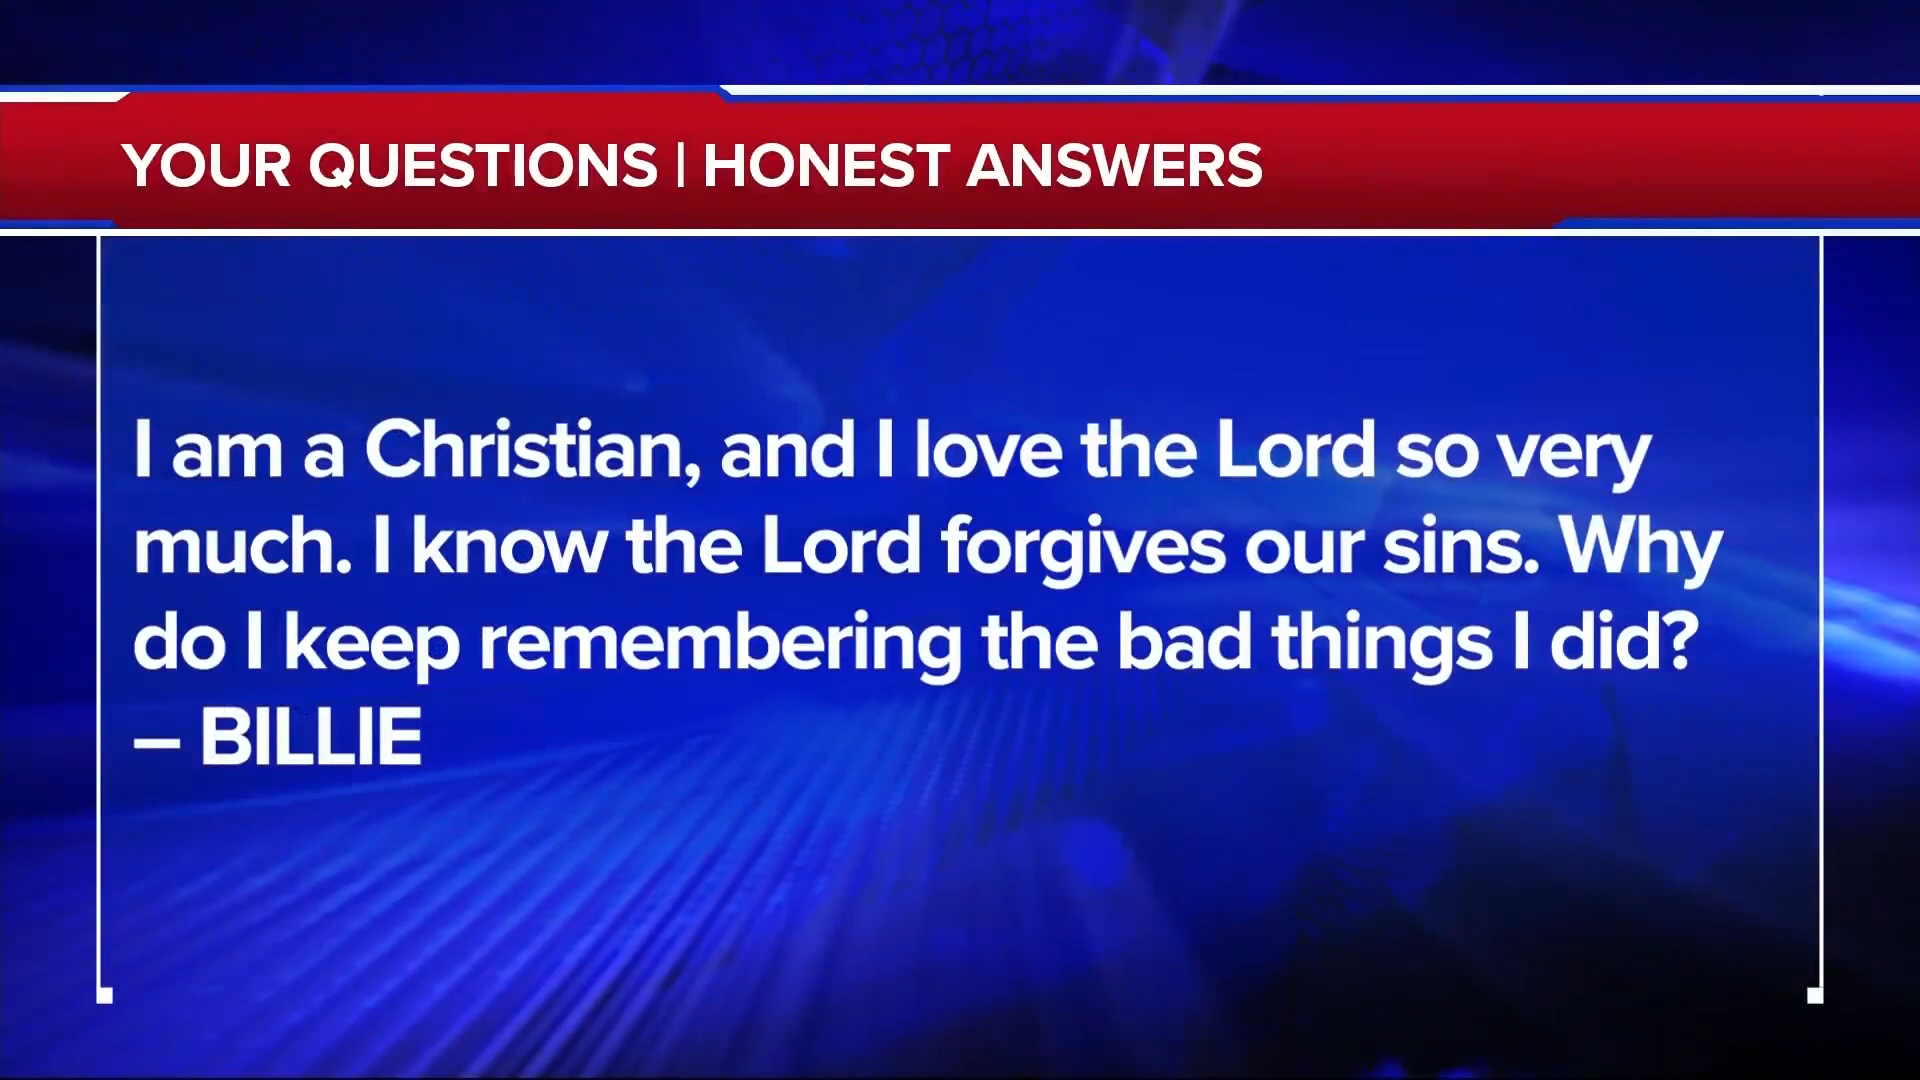 YOUR QUESTIONS | HONEST ANSWERS
I am a Christian, and I love the Lord so very
much. I know the Lord forgives our sins. Why
do I keep remembering the bad things I did?
– BILLIE